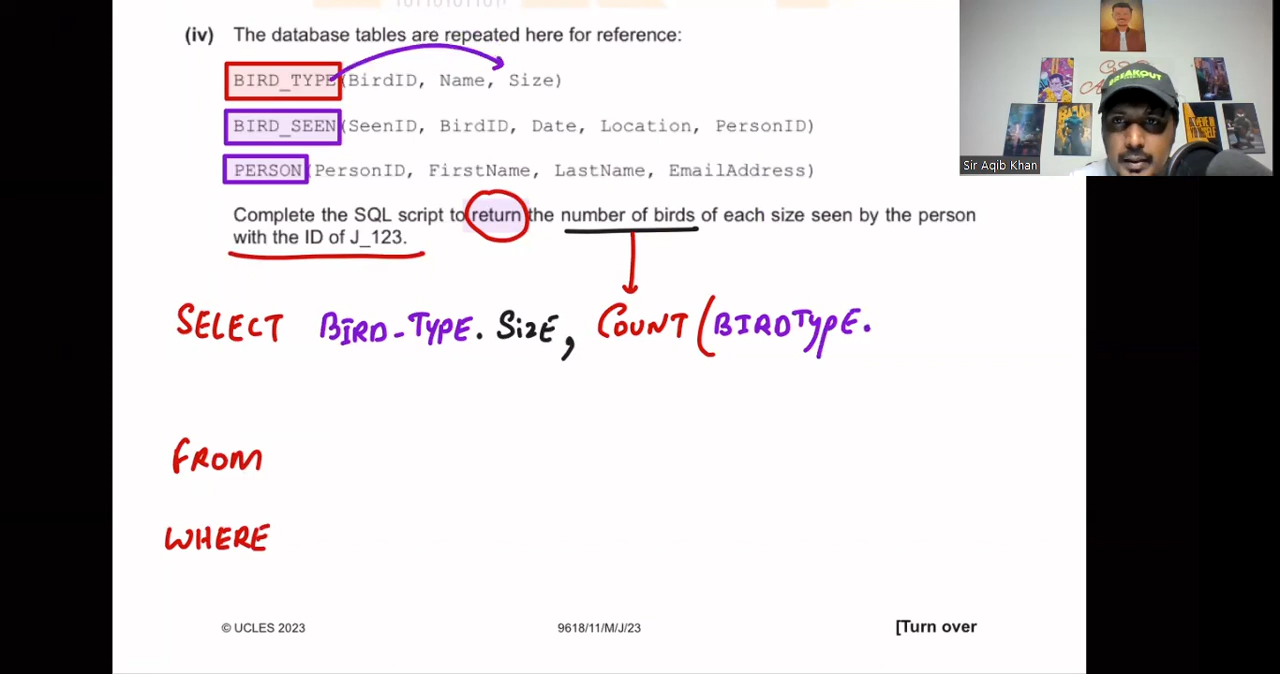 (iv) The database tables are repeated here for reference:
BIRD_TYPE(BirdID, Name, Size)
BIRD_SEEN(SeenID, BirdID, Date, Location, PersonID)
PERSON(PersonID, FirstName, LastName, EmailAddress)
Complete the SQL script to return the number of birds of each size seen by the person
with the ID of J_123.
SELECT BIRD-TYPE. SIZE, COUNT (BIRDTYPE.
FROM
WHERE
© UCLES 2023 9618/11/M/J/23 [Turn over
BREAKOUT
Sir Aqib Khan